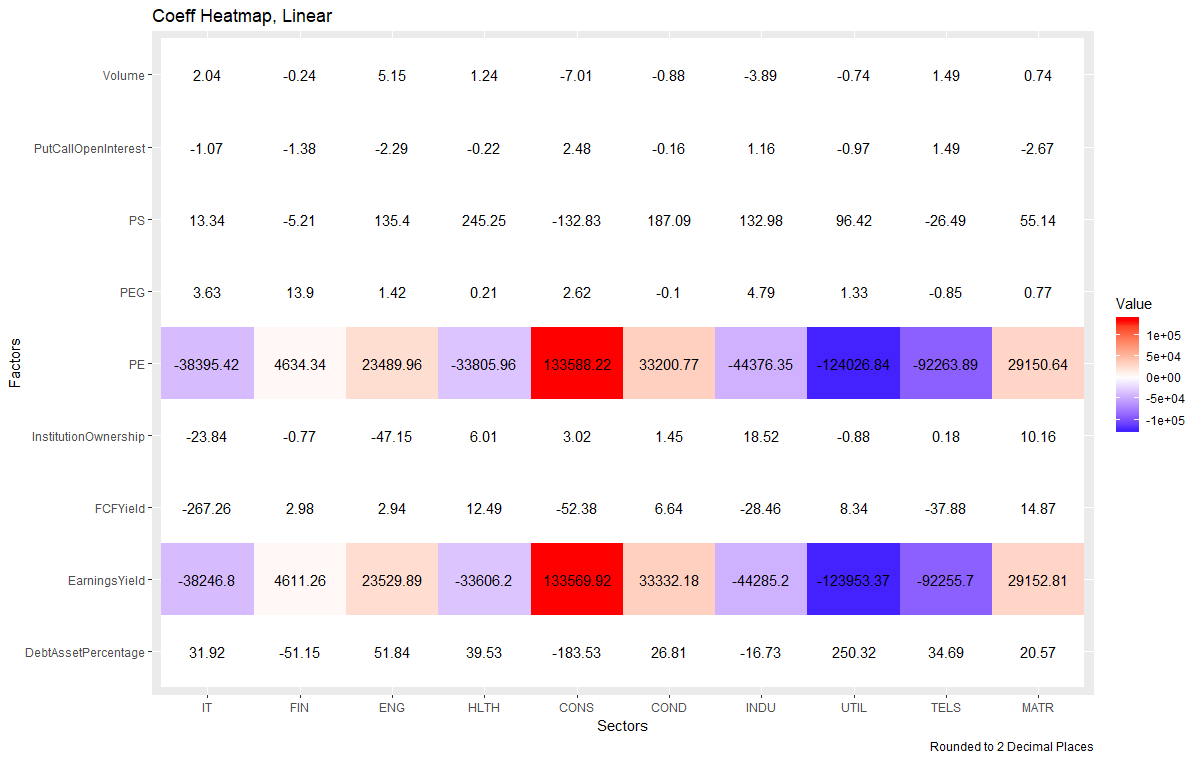 Coeff Heatmap, Linear
Volume 2.04 -0.24 5.15 1.24 -7.01 -0.88 -3.89 -0.74 1.49 0.74
PutCallOpenInterest -1.07 -1.38 -2.29 -0.22 2.48 -0.16 1.16 -0.97 1.49 -2.67
PS 13.34 -5.21 135.4 245.25 -132.83 187.09 132.98 96.42 -26.49 55.14
PEG 3.63 13.9 1.42 0.21 2.62 -0.1 4.79 1.33 -0.85 0.77
PE -38395.42 4634.34 23489.96 -33805.96 133588.22 33200.77 -44376.35 -124026.84 -92263.89 29150.64
InstitutionOwnership -23.84 -0.77 -47.15 6.01 3.02 1.45 18.52 -0.88 0.18 10.16
FCFYield -267.26 2.98 2.94 12.49 -52.38 6.64 -28.46 8.34 -37.88 14.87
EarningsYield -38246.8 4611.26 23529.89 -33606.2 133569.92 33332.18 -44285.2 -123953.37 -92255.7 29152.81
DebtAssetPercentage 31.92 -51.15 51.84 39.53 -183.53 26.81 -16.73 250.32 34.69 20.57
IT FIN ENG HLTH CONS COND INDU UTIL TELS MATR
Sectors
Factors
Value
1e+05
5e+04
0e+00
-5e+04
-1e+05
Rounded to 2 Decimal Places